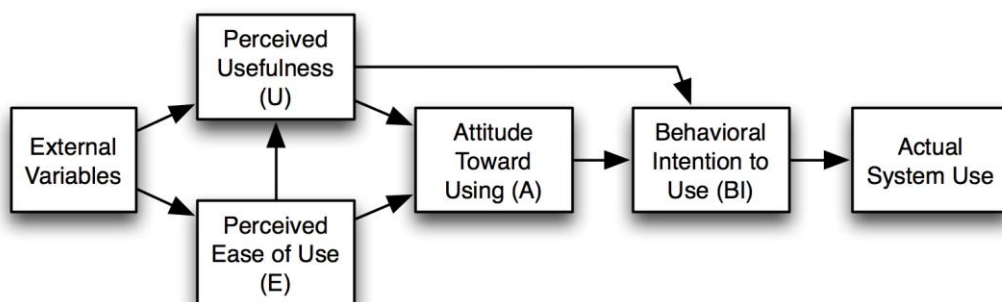 External
Variables
Perceived
Usefulness
(U)
Perceived
Ease of Use
(E)
Attitude
Toward
Using (A)
Behavioral
Intention to
Use (BI)
Actual
System Use